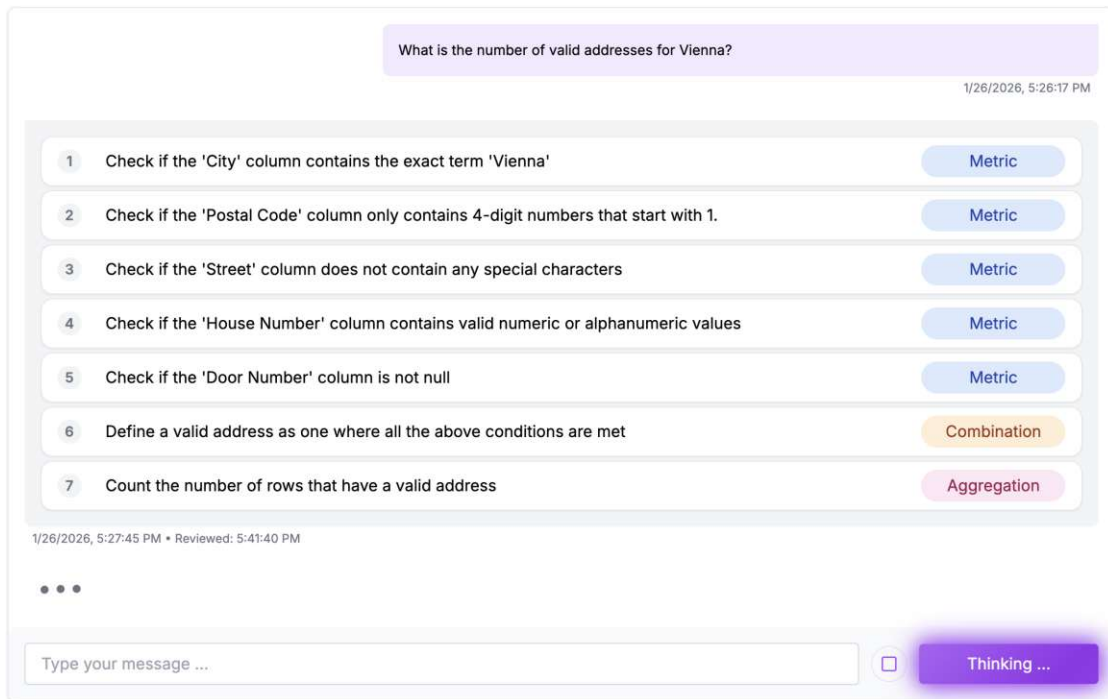 What is the number of valid addresses for Vienna?
1/26/2026, 5:26:17 PM
1 Check if the 'City' column contains the exact term 'Vienna' Metric
2 Check if the 'Postal Code' column only contains 4-digit numbers that start with 1. Metric
3 Check if the 'Street' column does not contain any special characters Metric
4 Check if the 'House Number' column contains valid numeric or alphanumeric values Metric
5 Check if the 'Door Number' column is not null Metric
6 Define a valid address as one where all the above conditions are met Combination
7 Count the number of rows that have a valid address Aggregation
1/26/2026, 5:27:45 PM • Reviewed: 5:41:40 PM
Type your message ... Thinking ...